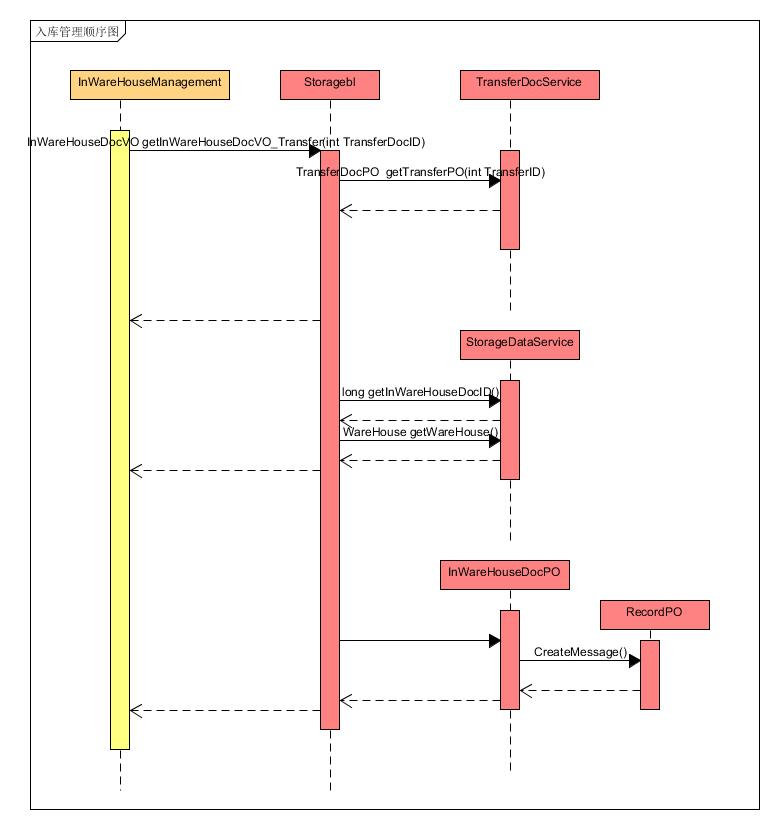 入库管理顺序图
InWareHouseManagement
Storagebl
TransferDocService
InWareHouseDocVO getInWareHouseDocVO_Transfer(int TransferDocID)
TransferDocPO getTransferPO(int TransferID)
StorageDataService
long getInWareHouseDocID()
WareHouse getWareHouse()
InWareHouseDocPO
RecordPO
CreateMessage()